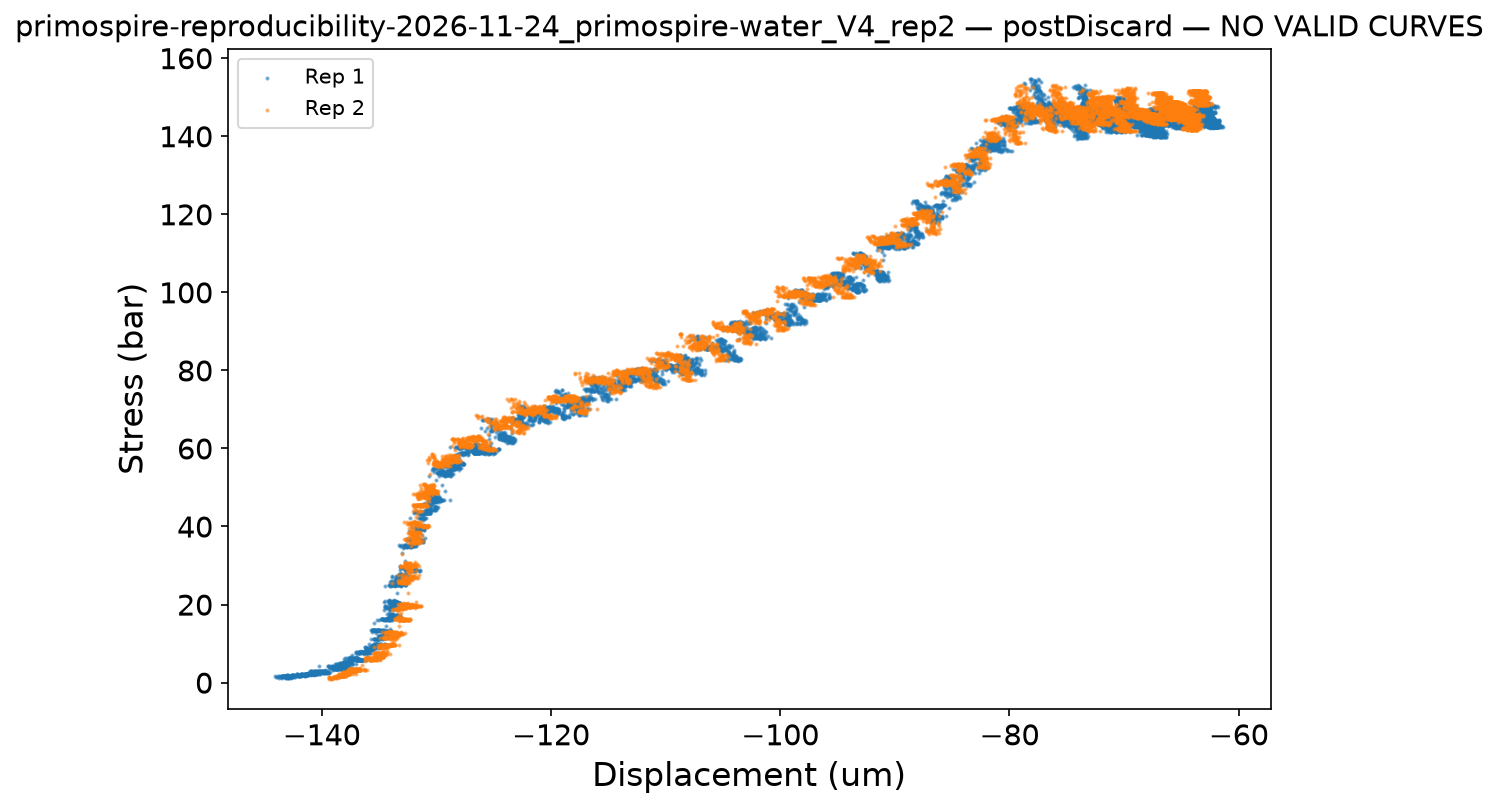 primospire-reproducibility-2026-11-24_primospire-water_V4_rep2 — postDiscard — NO VALID CURVES
Rep 1
Rep 2
Stress (bar)
160
140
120
100
80
60
40
20
0
−140 −120 −100 −80 −60
Displacement (um)